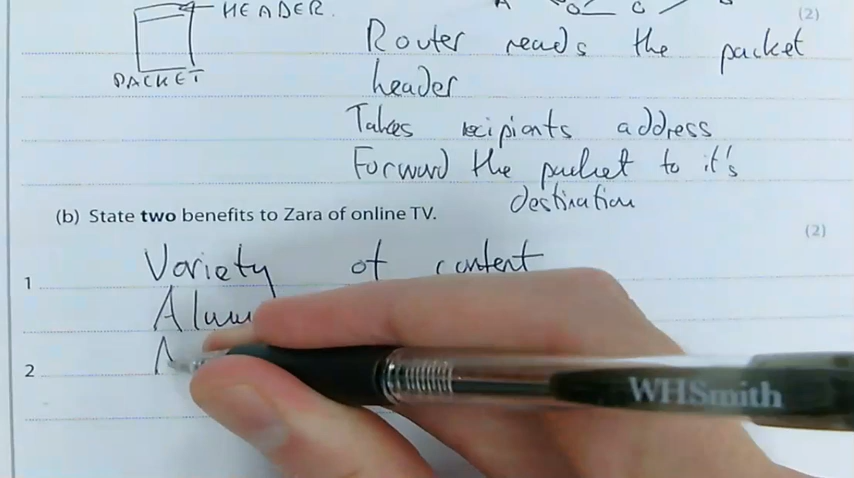 HEADER.
(2)
Router reads the packet
header
PACKET
Takes recipients address
Forward the packet to it's
destination
(b) State two benefits to Zara of online TV.
(2)
1 Variety of content
2
WHSmith